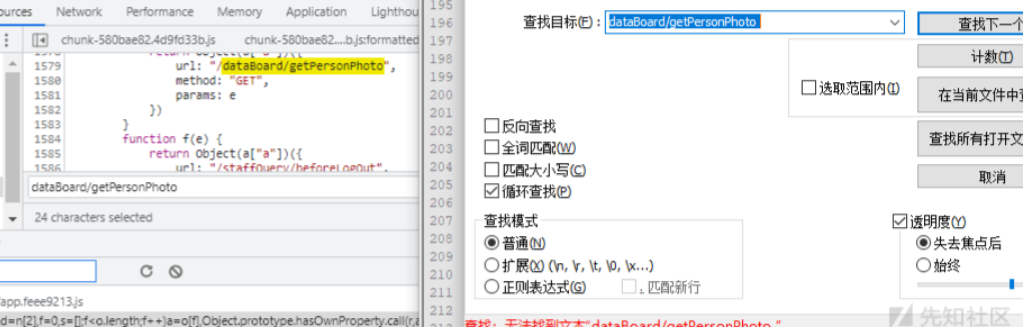 ources Network Performance Memory Application Lighthou
chunk-580bae82.4d9fd33b.js chunk-580bae82....b.js:formatted
1578 return Object(a["a"])({
1579 url: "/dataBoard/getPersonPhoto",
1580 method: "GET",
1581 params: e
1582 })
1583 }
1584 function f(e) {
1585 return Object(a["a"])({
1586 url: "/staffQuery/beforeLogOut",
dataBoard/getPersonPhoto
24 characters selected
/app.feee9213.js
d=n[2],f=0,s=[];f<o.length;f++)a=o[f],Object.prototype.hasOwnProperty.call(r,a
195
196
197
198
199
200
201
202
203
204
205
206
207
208
209
210
211
212
213
查找目标(F): dataBoard/getPersonPhoto
查找下一个
计数(T)
选取范围内(I)
在当前文件中查
反向查找
全词匹配(W)
查找所有打开文
匹配大小写(C)
取消
循环查找(P)
查找模式
透明度(Y)
普通(N)
失去焦点后
扩展(X) (\n, \r, \t, \0, \x...)
始终
正则表达式(G)
. 匹配新行
查找: 无法找到文本"dataBoard/getPersonPhoto "
先知社区